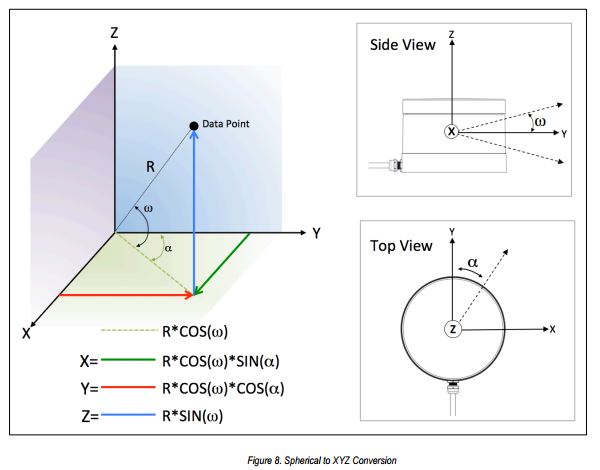 Z
Data Point
R
ω
α
Y
X
R*COS(ω)
X= R*COS(ω)*SIN(α)
Y= R*COS(ω)*COS(α)
Z= R*SIN(ω)
Side View
Z
X
ω
Y
Top View
Y
α
Z
X
Figure 8. Spherical to XYZ Conversion